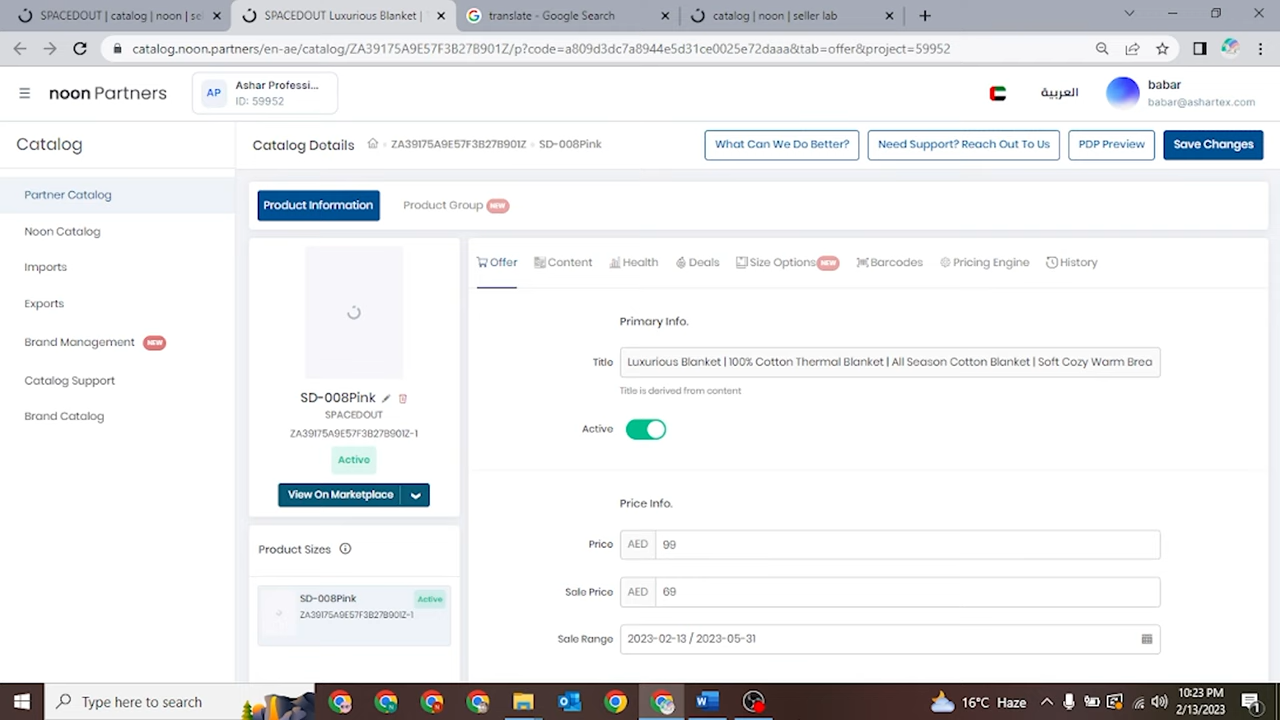 SPACEDOUT | catalog | noon | se
SPACEDOUT Luxurious Blanket |
translate - Google Search
catalog | noon | seller lab
catalog.noon.partners/en-ae/catalog/ZA39175A9E57F3B27B901Z/p?code=a809d3dc7a8944e5d31ce0025e72daaa&tab=offer&project=59952
noon Partners
AP
Ashar Professi...
ID: 59952
العربية
babar
babar@ashartex.com
Catalog
Partner Catalog
Noon Catalog
Imports
Exports
Brand Management NEW
Catalog Support
Brand Catalog
Catalog Details
ZA39175A9E57F3B27B901Z
SD-008Pink
What Can We Do Better?
Need Support? Reach Out To Us
PDP Preview
Save Changes
Product Information
Product Group NEW
SD-008Pink
SPACEDOUT
ZA39175A9E57F3B27B901Z-1
Active
View On Marketplace
Product Sizes
SD-008Pink
Active
ZA39175A9E57F3B27B901Z-1
Offer
Content
Health
Deals
Size Options NEW
Barcodes
Pricing Engine
History
Primary Info.
Title
Luxurious Blanket | 100% Cotton Thermal Blanket | All Season Cotton Blanket | Soft Cozy Warm Brea
Title is derived from content
Active
Price Info.
Price
AED
99
Sale Price
AED
69
Sale Range
2023-02-13 / 2023-05-31
Type here to search
16°C Haze
10:23 PM
2/13/2023
1